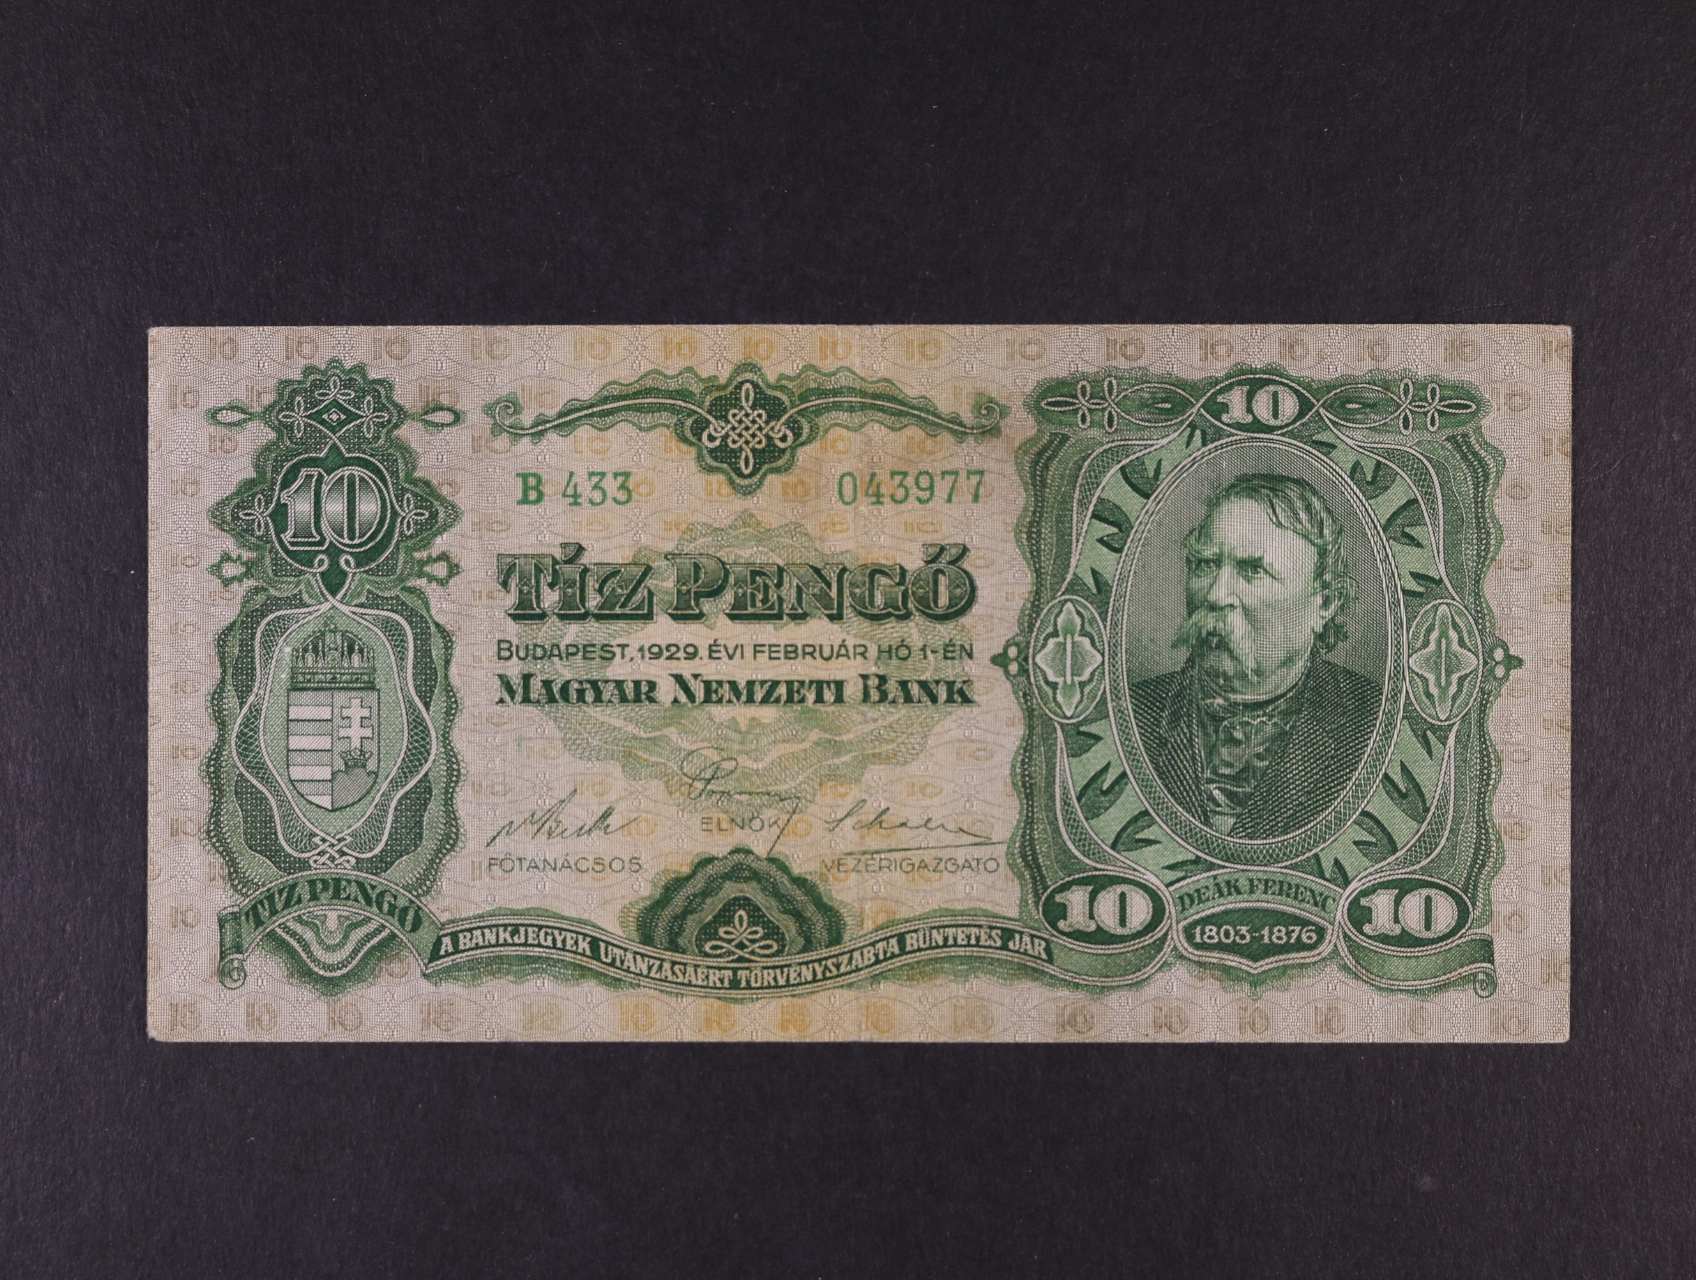 10
10
B 433 043977
10
TÍZ PENGŐ
BUDAPEST, 1929. ÉVI FEBRUÁR HÓ 1-ÉN
MAGYAR NEMZETI BANK
ELNÖK
FŐTANÁCSOS
VEZÉRIGAZGATÓ
TÍZ PENGŐ
A BANKJEGYEK UTÁNZÁSÁÉRT TÖRVÉNYSZABTA BÜNTETÉS JÁR
10 DEÁK FERENC 10
1803-1876